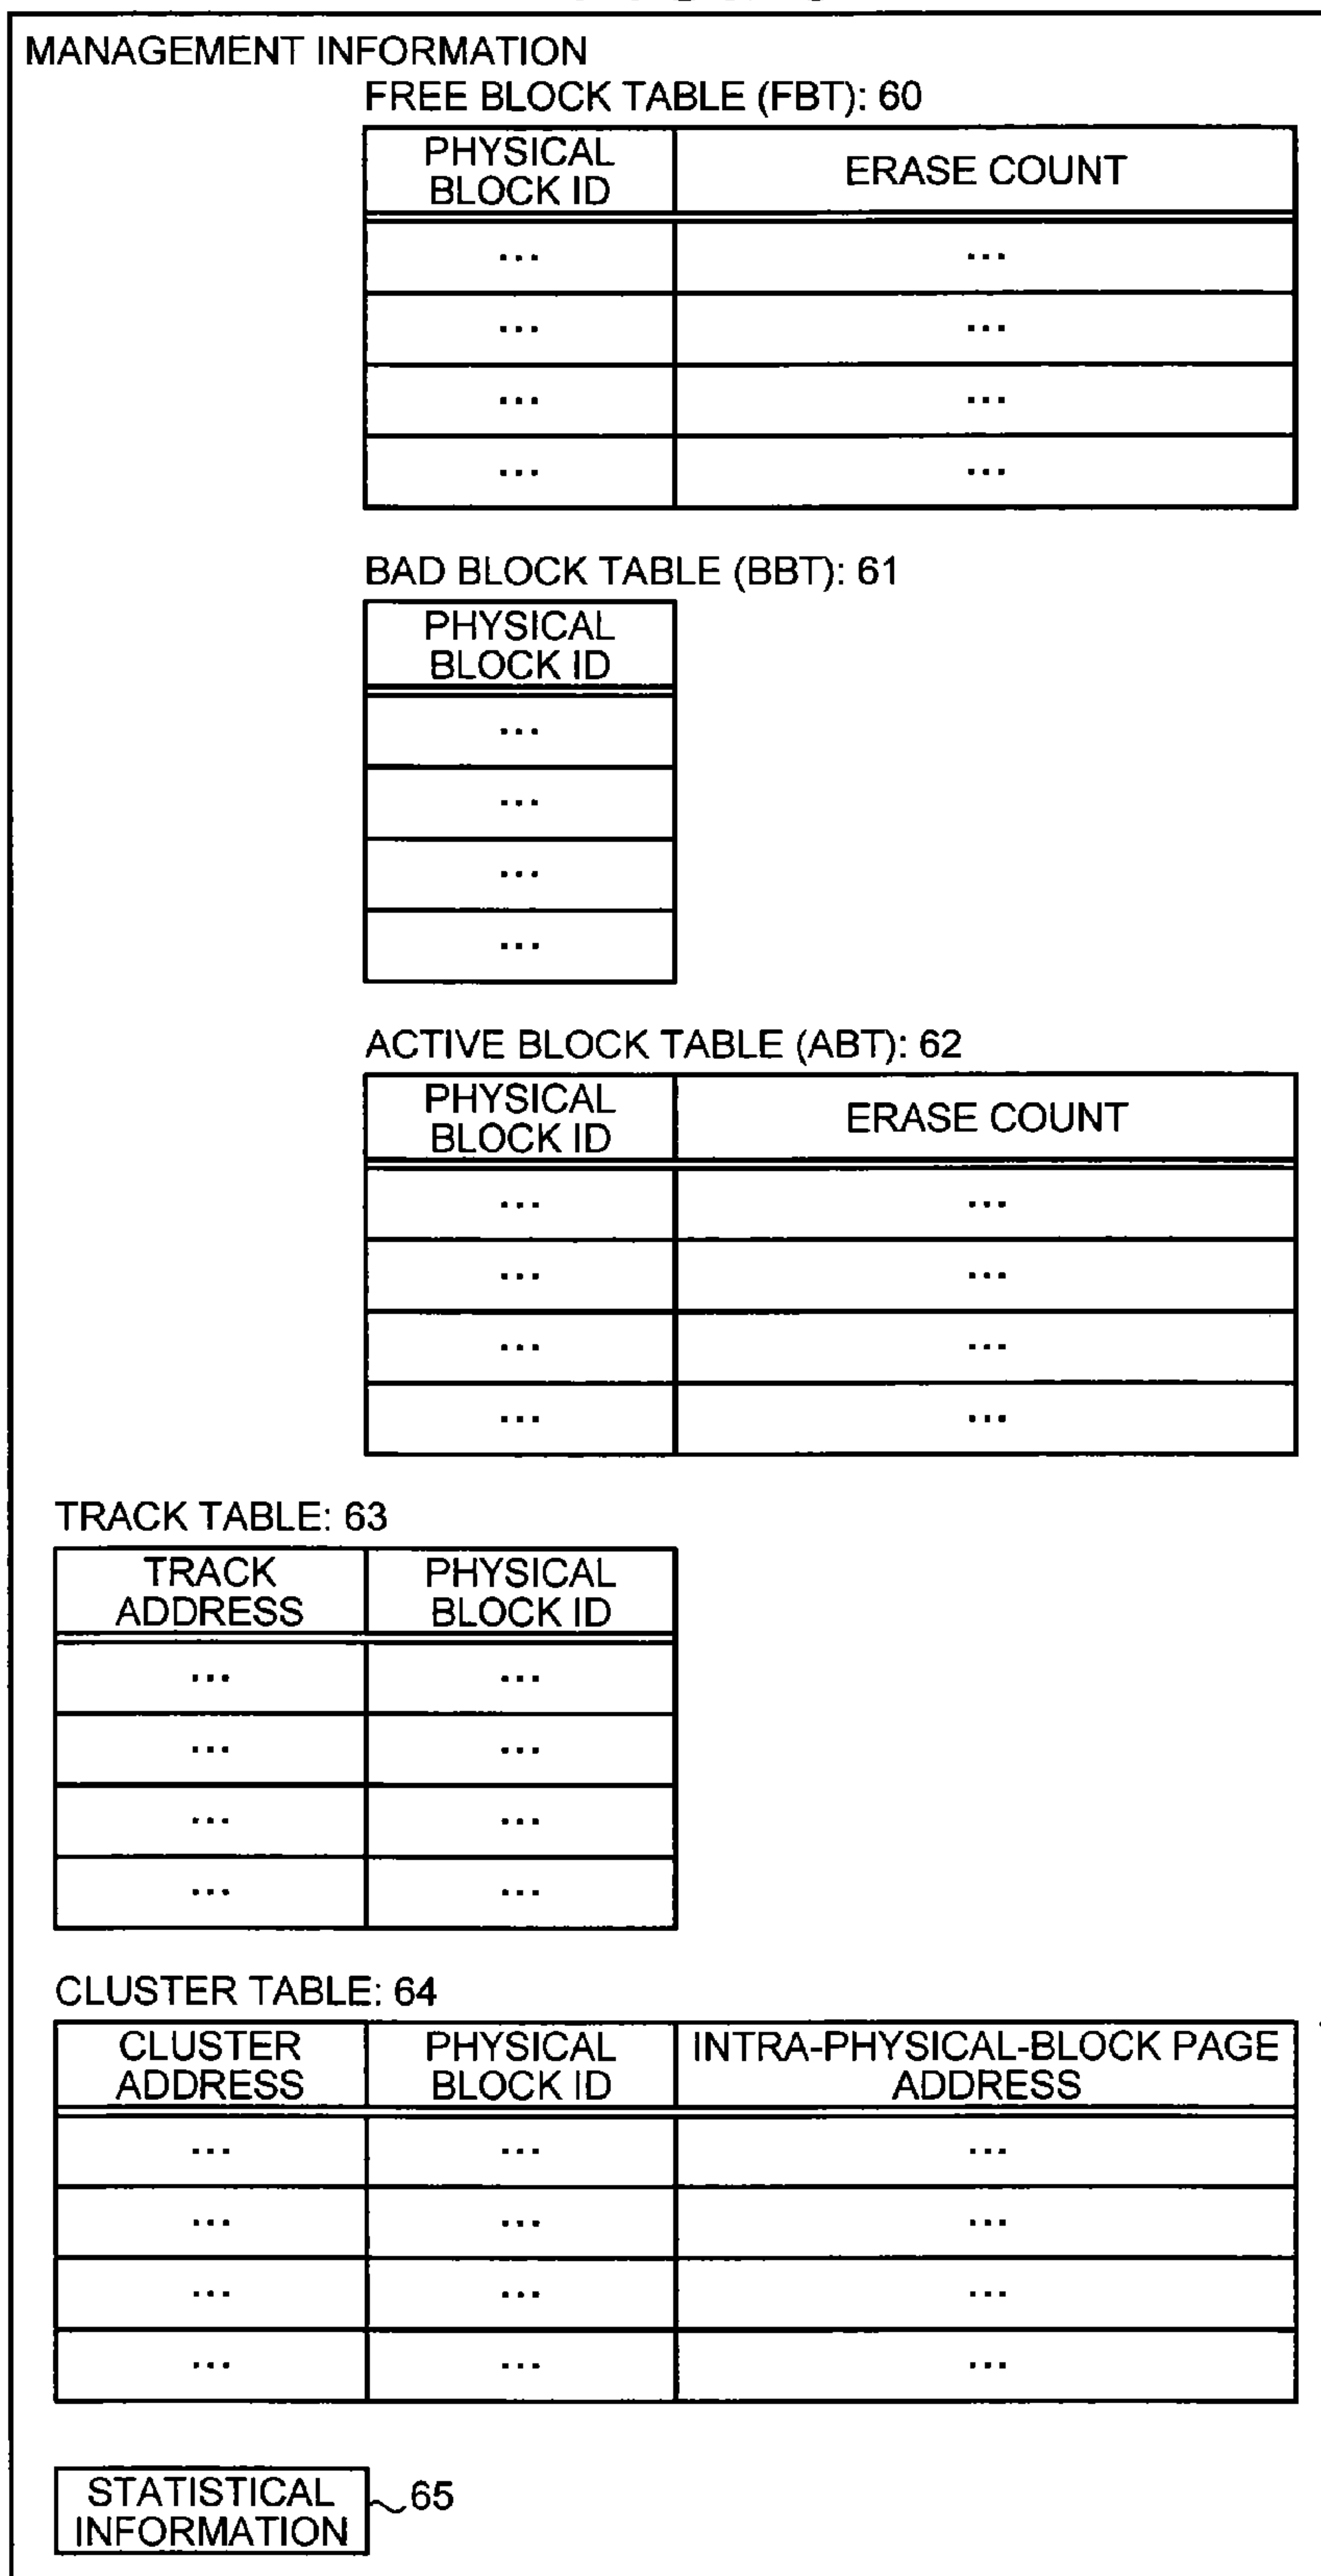 MANAGEMENT INFORMATION
FREE BLOCK TABLE (FBT): 60
PHYSICAL
BLOCK ID
ERASE COUNT
... ...
... ...
... ...
... ...
BAD BLOCK TABLE (BBT): 61
PHYSICAL
BLOCK ID
...
...
...
...
ACTIVE BLOCK TABLE (ABT): 62
PHYSICAL
BLOCK ID
ERASE COUNT
... ...
... ...
... ...
... ...
TRACK TABLE: 63
TRACK
ADDRESS
PHYSICAL
BLOCK ID
... ...
... ...
... ...
... ...
CLUSTER TABLE: 64
CLUSTER
ADDRESS
PHYSICAL
BLOCK ID
INTRA-PHYSICAL-BLOCK PAGE
ADDRESS
... ... ...
... ... ...
... ... ...
... ... ...
STATISTICAL
INFORMATION
65